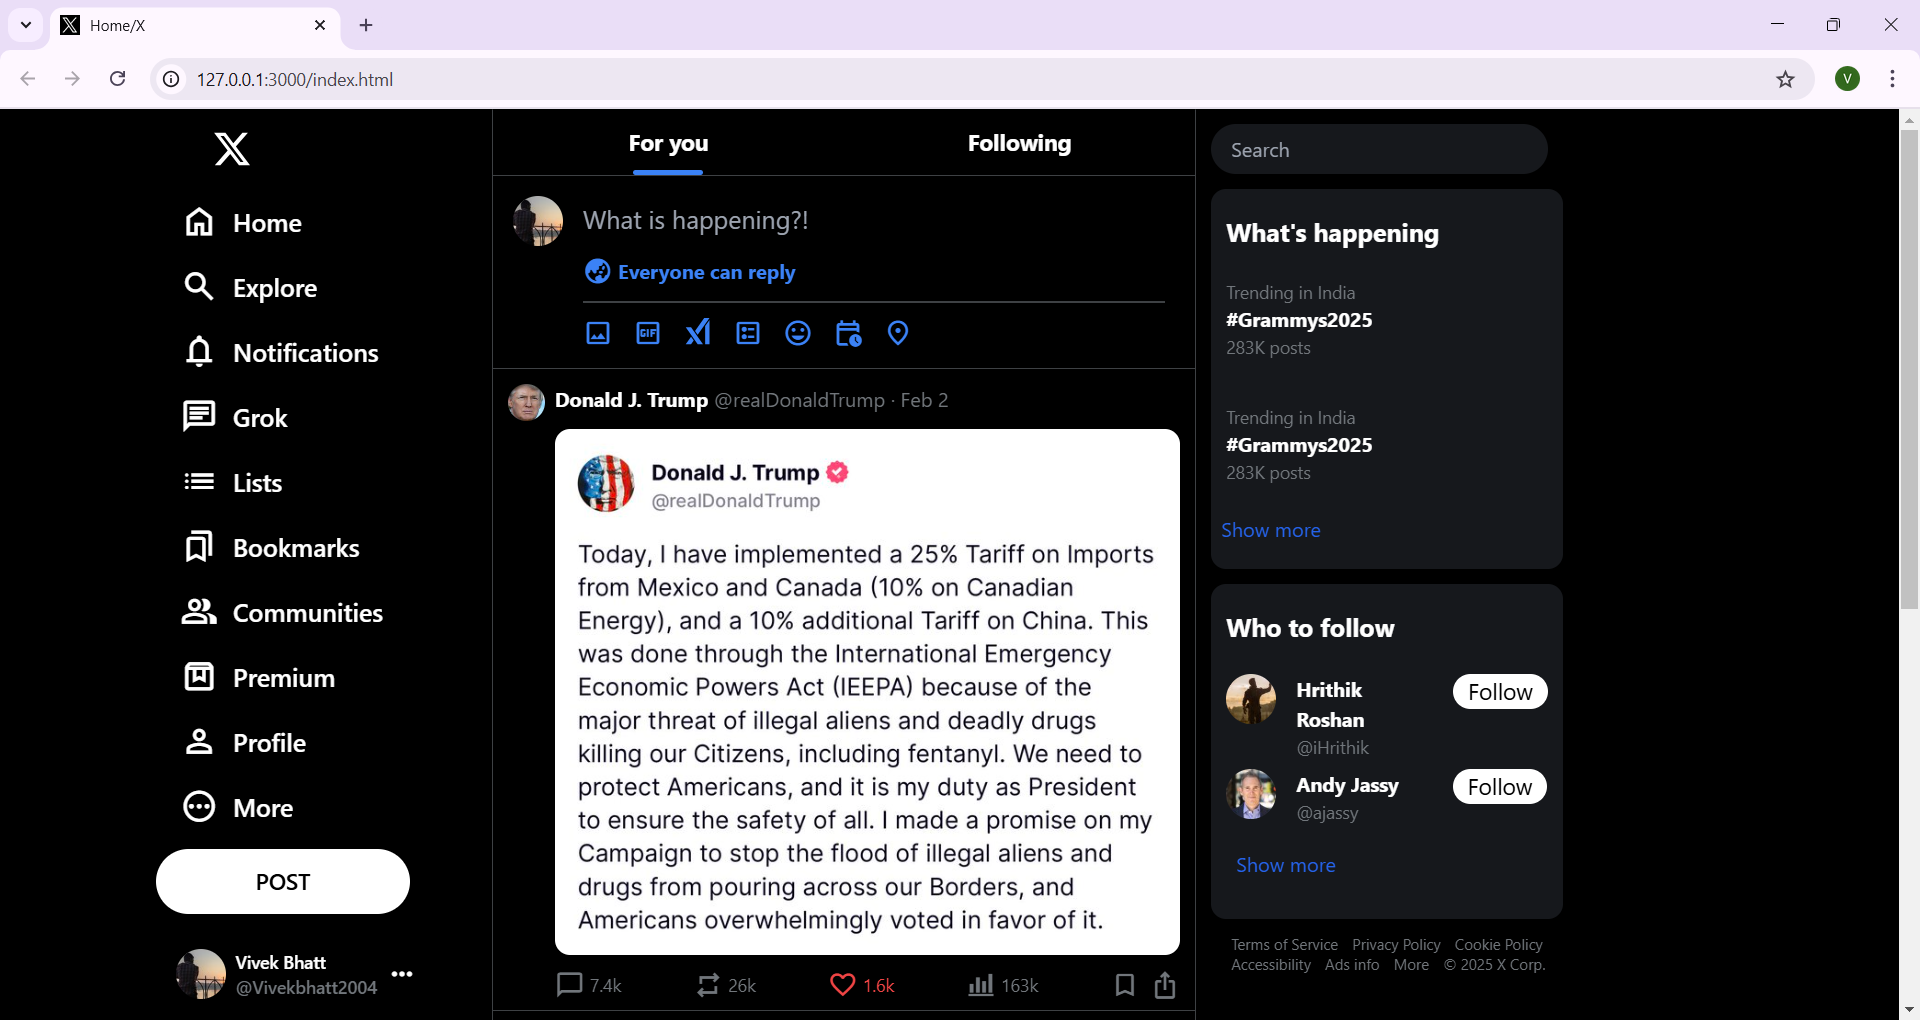 Home/X
127.0.0.1:3000/index.html
V
Home
Explore
Notifications
Grok
Lists
Bookmarks
Communities
Premium
Profile
More
POST
Vivek Bhatt
@Vivekbhatt2004
For you
Following
What is happening?!
Everyone can reply
GIF
Donald J. Trump @realDonaldTrump · Feb 2
Donald J. Trump
@realDonaldTrump
Today, I have implemented a 25% Tariff on Imports
from Mexico and Canada (10% on Canadian
Energy), and a 10% additional Tariff on China. This
was done through the International Emergency
Economic Powers Act (IEEPA) because of the
major threat of illegal aliens and deadly drugs
killing our Citizens, including fentanyl. We need to
protect Americans, and it is my duty as President
to ensure the safety of all. I made a promise on my
Campaign to stop the flood of illegal aliens and
drugs from pouring across our Borders, and
Americans overwhelmingly voted in favor of it.
7.4k 26k 1.6k 163k
Search
What's happening
Trending in India
#Grammys2025
283K posts
Trending in India
#Grammys2025
283K posts
Show more
Who to follow
Hrithik
Roshan
@iHrithik
Follow
Andy Jassy
@ajassy
Follow
Show more
Terms of Service Privacy Policy Cookie Policy
Accessibility Ads info More © 2025 X Corp.